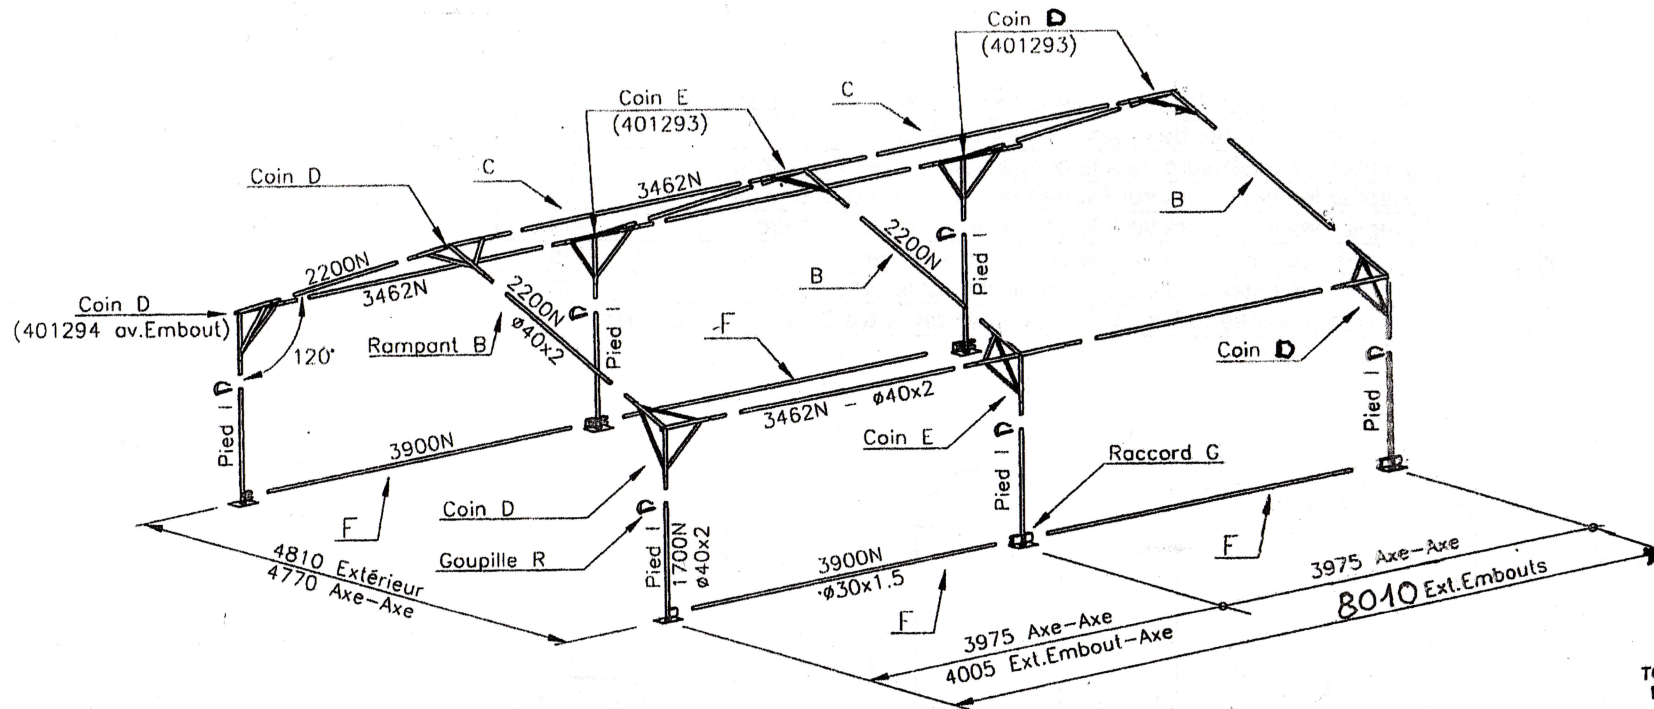 Coin D
(401293)
Coin E
(401293)
C
C
Coin D
3462N
B
2200N
B
2200N
3462N
Coin D
(401294 av.Embout)
120°
Rampant B
2200N
ø40x2
F
D
Pied I
D
Pied I
D
Pied I
Coin D
D
Pied I
3462N - ø40x2
Coin E
D
Pied I
Raccord G
3900N
F
Coin D
Goupille R
D
Pied I
1700N
ø40x2
3900N
ø30x1.5
F
F
4810 Extérieur
4770 Axe-Axe
3975 Axe-Axe
8010 Ext.Embouts
3975 Axe-Axe
4005 Ext.Embout-Axe